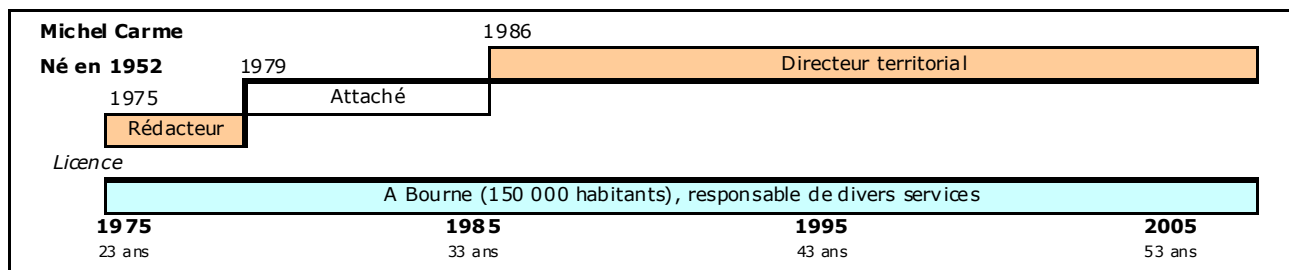 Michel Carme
1986
Né en 1952
1979
Directeur territorial
1975
Attaché
Rédacteur
Licence
A Bourne (150 000 habitants), responsable de divers services
1975 1985 1995 2005
23 ans 33 ans 43 ans 53 ans